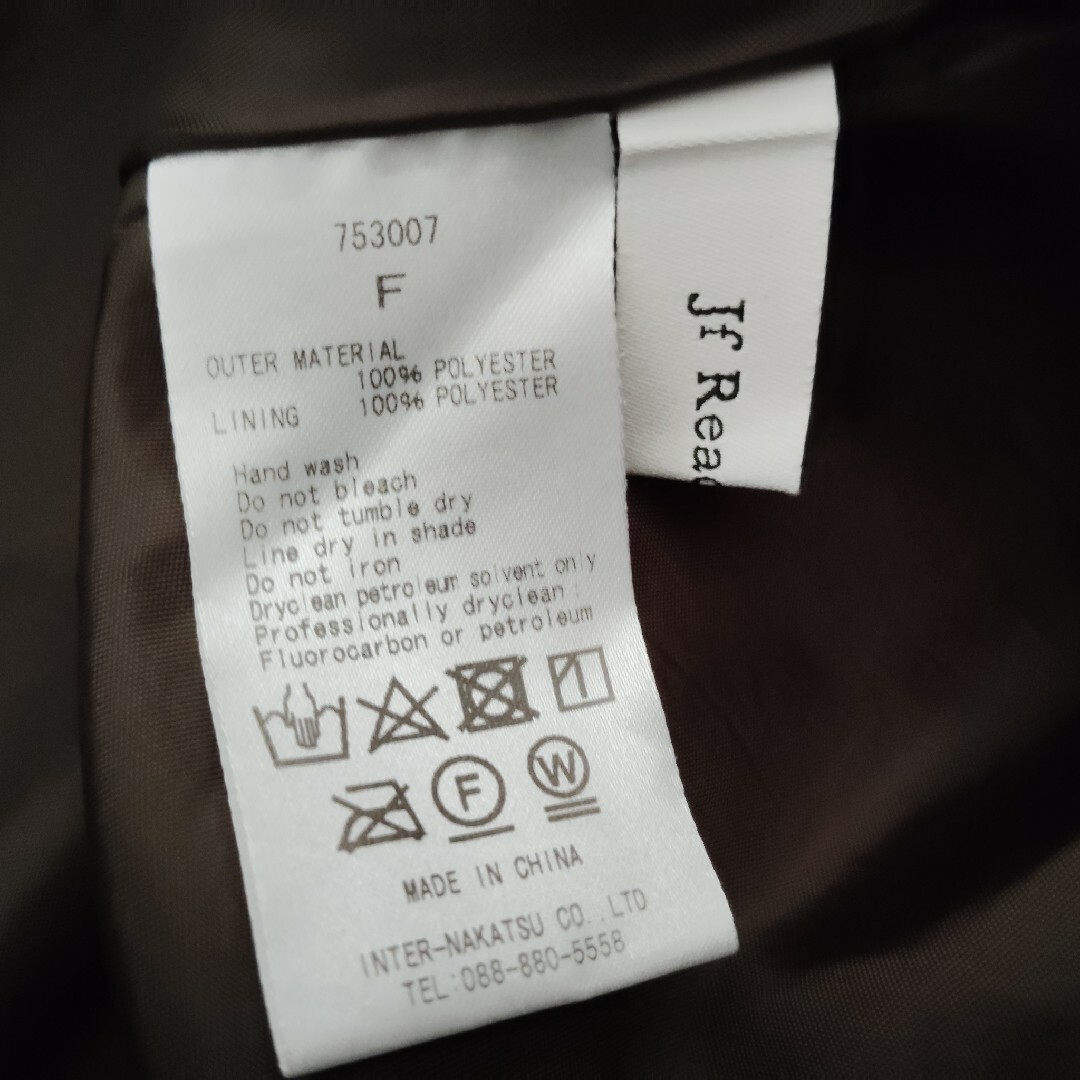 753007
F
OUTER MATERIAL
100% POLYESTER
LINING 100% POLYESTER
Hand wash
Do not bleach
Do not tumble dry
Line dry in shade
Do not iron
Dryclean petroleum solvent only
Professionally dryclean:
Fluorocarbon or petroleum
F W
MADE IN CHINA
INTER-NAKATSU CO.,LTD
TEL:088-880-5558
Jf